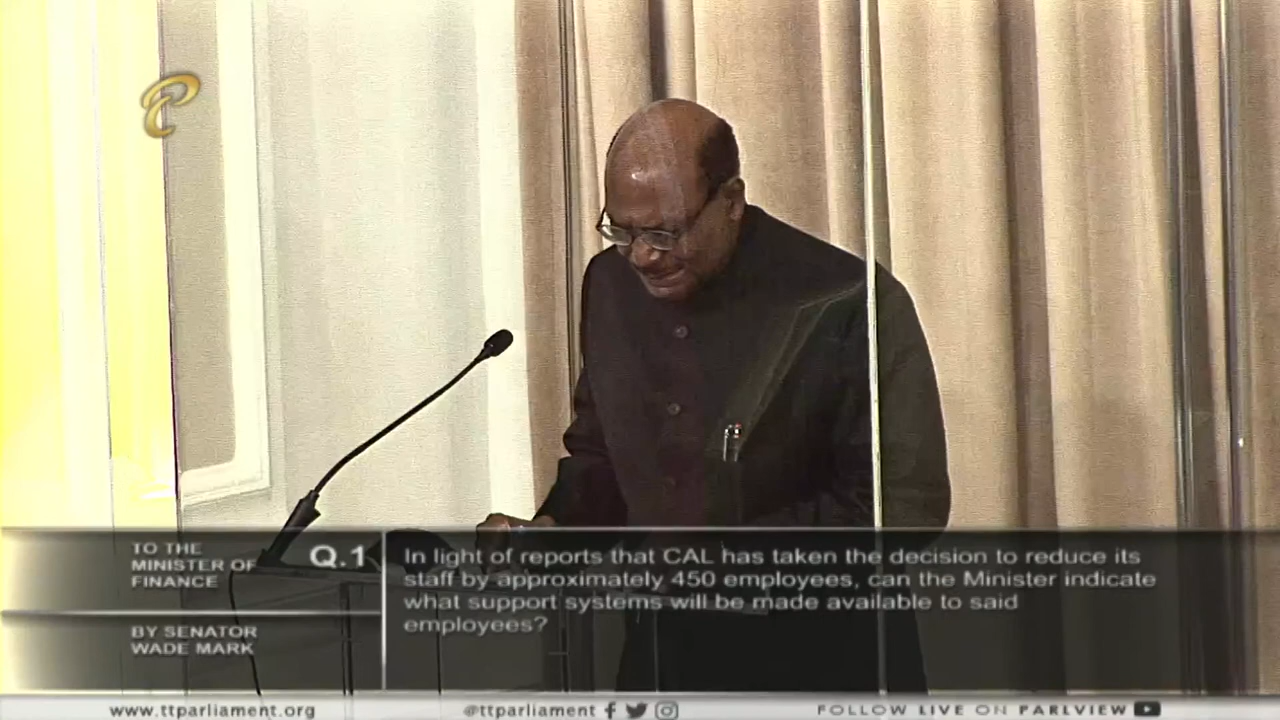 TO THE
MINISTER OF
FINANCE
Q.1
In light of reports that CAL has taken the decision to reduce its
staff by approximately 450 employees, can the Minister indicate
what support systems will be made available to said
employees?
BY SENATOR
WADE MARK
www.ttparliament.org
@ttparliament
FOLLOW LIVE ON PARLVIEW